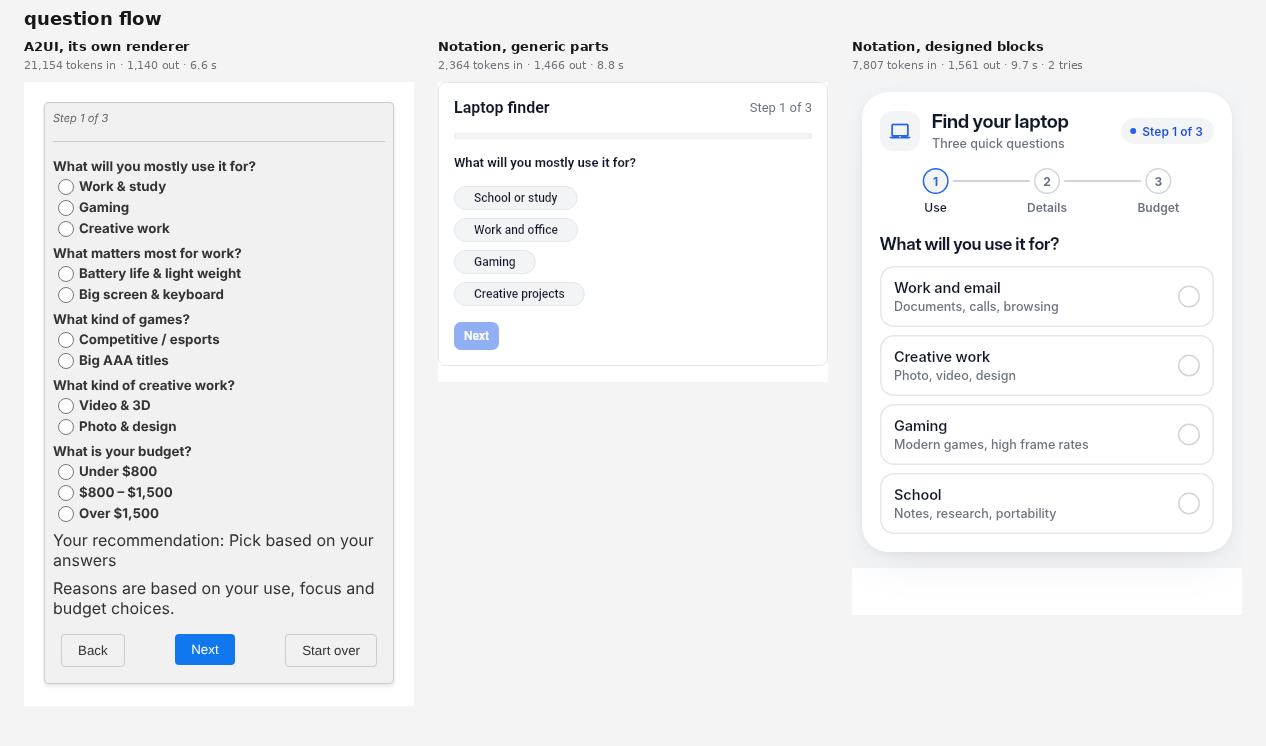 question flow
A2UI, its own renderer
21,154 tokens in · 1,140 out · 6.6 s
Step 1 of 3
What will you mostly use it for?
Work & study
Gaming
Creative work
What matters most for work?
Battery life & light weight
Big screen & keyboard
What kind of games?
Competitive / esports
Big AAA titles
What kind of creative work?
Video & 3D
Photo & design
What is your budget?
Under $800
$800 – $1,500
Over $1,500
Your recommendation: Pick based on your
answers
Reasons are based on your use, focus and
budget choices.
Back
Next
Start over
Notation, generic parts
2,364 tokens in · 1,466 out · 8.8 s
Laptop finder
Step 1 of 3
What will you mostly use it for?
School or study
Work and office
Gaming
Creative projects
Next
Notation, designed blocks
7,807 tokens in · 1,561 out · 9.7 s · 2 tries
Find your laptop
Three quick questions
Step 1 of 3
1
2
3
Use
Details
Budget
What will you use it for?
Work and email
Documents, calls, browsing
Creative work
Photo, video, design
Gaming
Modern games, high frame rates
School
Notes, research, portability